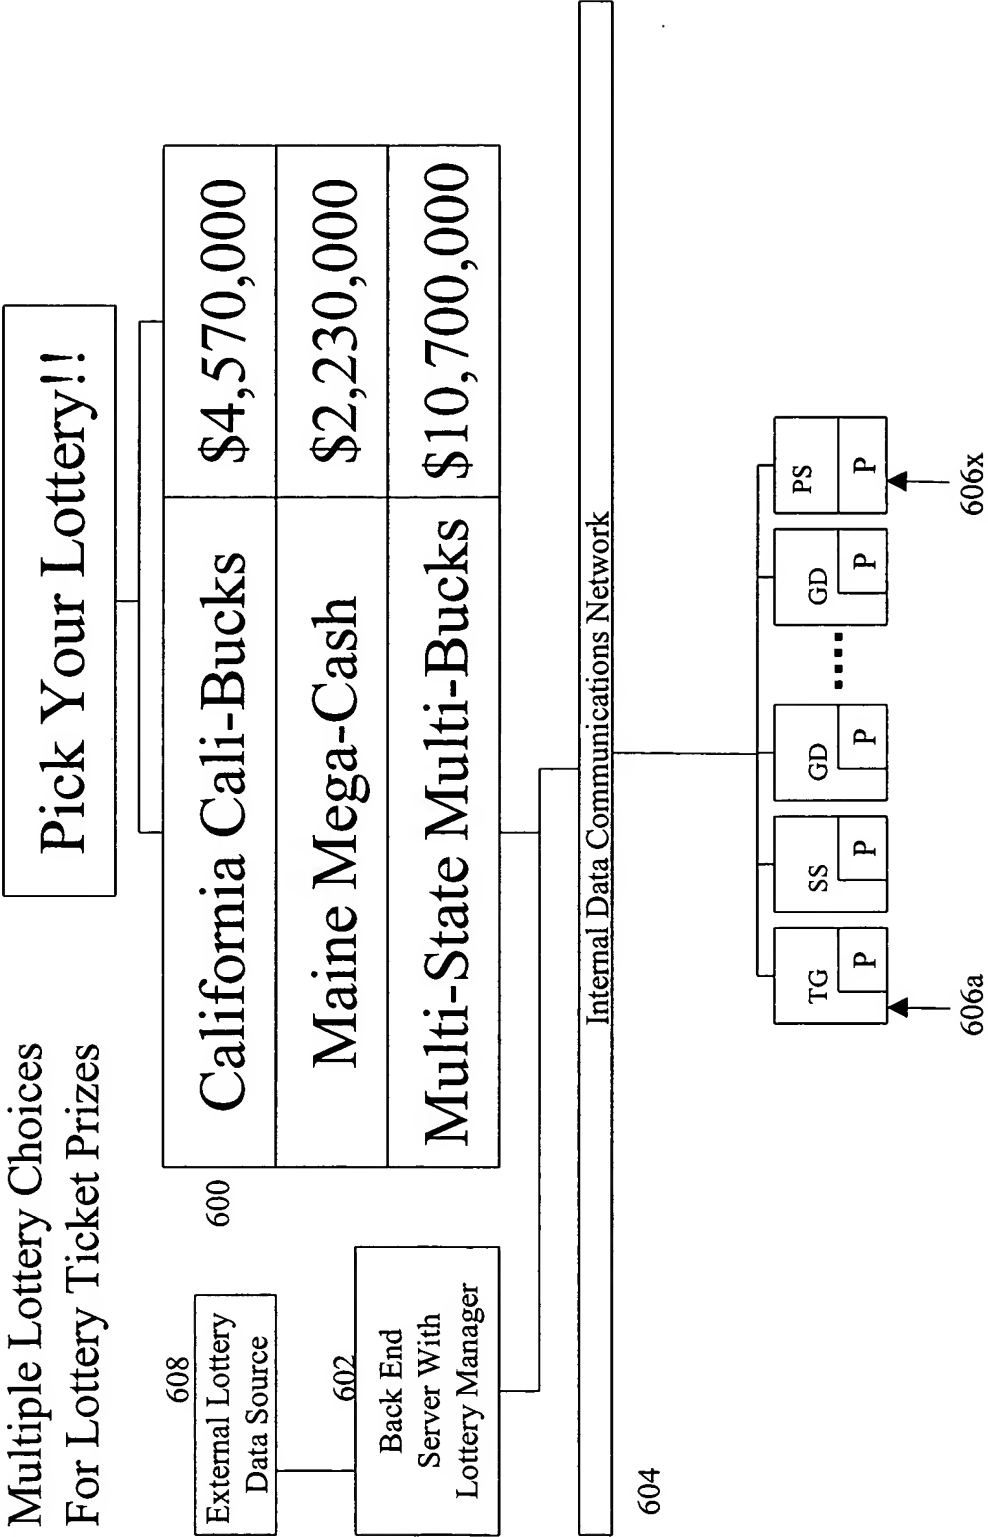 Multiple Lottery Choices
For Lottery Ticket Prizes
Pick Your Lottery!!
600
California Cali-Bucks $4,570,000
Maine Mega-Cash $2,230,000
Multi-State Multi-Bucks $10,700,000
608
External Lottery
Data Source
602
Back End
Server With
Lottery Manager
604
Internal Data Communications Network
TG
P
SS
P
GD
P
GD
P
PS
P
606a
606x